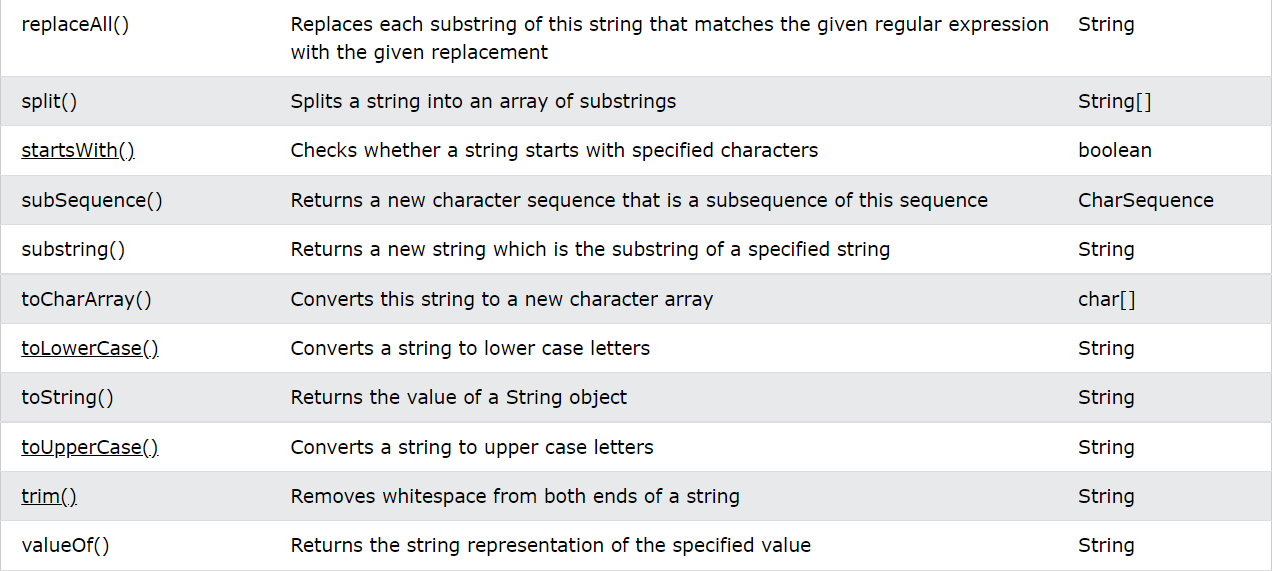 replaceAll() Replaces each substring of this string that matches the given regular expression String
with the given replacement
split() Splits a string into an array of substrings String[]
startsWith() Checks whether a string starts with specified characters boolean
subSequence() Returns a new character sequence that is a subsequence of this sequence CharSequence
substring() Returns a new string which is the substring of a specified string String
toCharArray() Converts this string to a new character array char[]
toLowerCase() Converts a string to lower case letters String
toString() Returns the value of a String object String
toUpperCase() Converts a string to upper case letters String
trim() Removes whitespace from both ends of a string String
valueOf() Returns the string representation of the specified value String